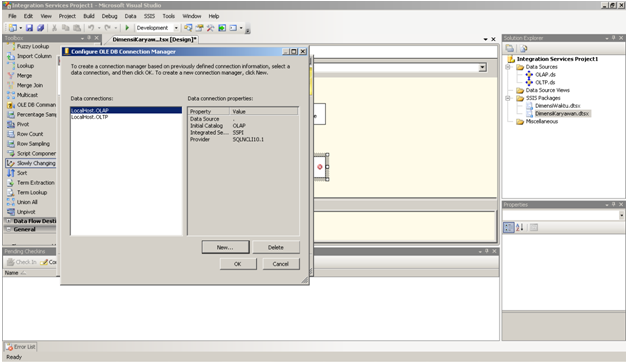 Integration Services Project1 - Microsoft Visual Studio
File Edit View Project Build Debug Data SSIS Tools Window Help
Development
Toolbox
DimensiKaryaw...tsx [Design]*
Solution Explorer
Fuzzy Lookup
Import Column
Lookup
Merge
Merge Join
Multicast
OLE DB Comman
Percentage Sam
Pivot
Row Count
Row Sampling
Script Componer
Slowly Changing
Sort
Term Extraction
Term Lookup
Union All
Unpivot
Data Flow Desti
General
Configure OLE DB Connection Manager
To create a connection manager based on previously defined connection information, select a
data connection, and then click OK. To create a new connection manager, click New.
Data connections:
LocalHost.OLAP
LocalHost.OLTP
Data connection properties:
Property Value
Data Source .
Initial Catalog OLAP
Integrated Se... SSPI
Provider SQLNCLI10.1
New...
Delete
OK
Cancel
Integration Services Project1
Data Sources
OLAP.ds
OLTP.ds
Data Source Views
SSIS Packages
DimensiWaktu.dtsx
DimensiKaryawan.dtsx
Miscellaneous
Properties
Pending Checkins
Check In
Name
Error List
Ready